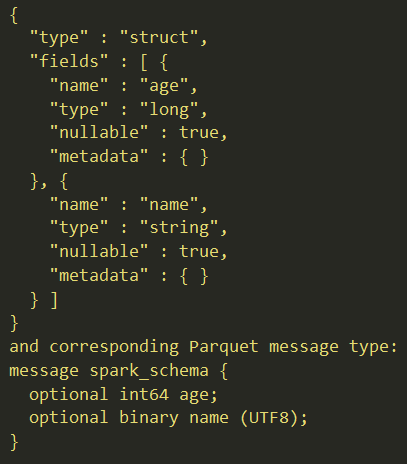 {
  "type" : "struct",
  "fields" : [ {
    "name" : "age",
    "type" : "long",
    "nullable" : true,
    "metadata" : { }
  }, {
    "name" : "name",
    "type" : "string",
    "nullable" : true,
    "metadata" : { }
  } ]
}
and corresponding Parquet message type:
message spark_schema {
  optional int64 age;
  optional binary name (UTF8);
}